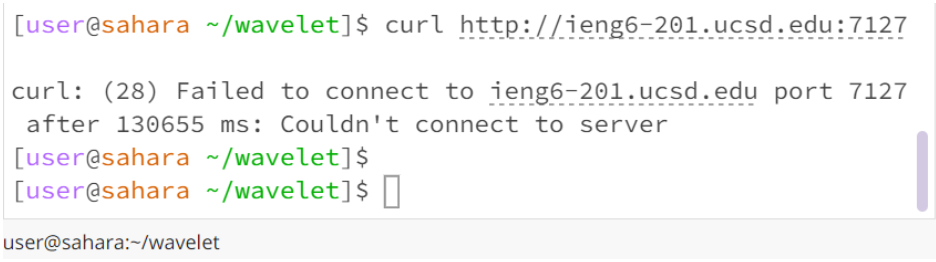 [user@sahara ~/wavelet]$ curl http://ieng6-201.ucsd.edu:7127
curl: (28) Failed to connect to ieng6-201.ucsd.edu port 7127
after 130655 ms: Couldn't connect to server
[user@sahara ~/wavelet]$
[user@sahara ~/wavelet]$
user@sahara:~/wavelet